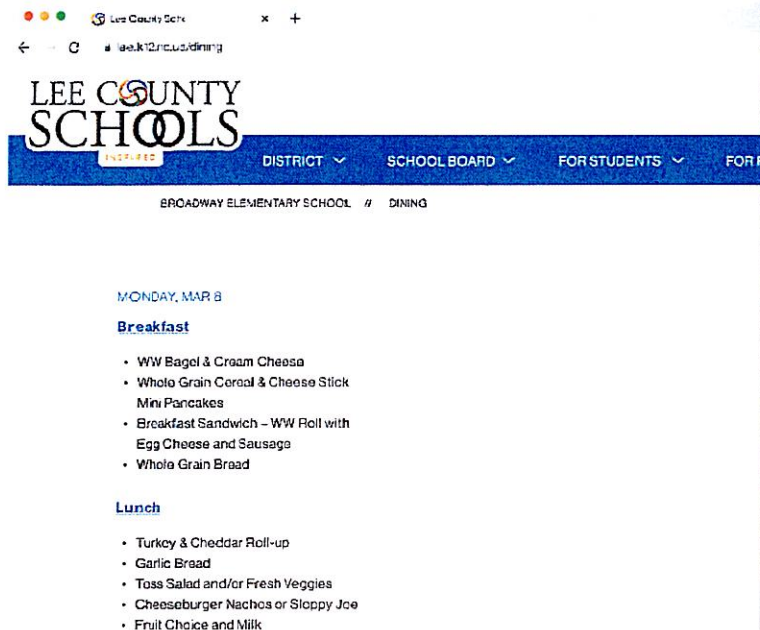 Lee County Scho
lee.k12.nc.us/dining
LEE COUNTY
SCHOOLS
INSPIRED
DISTRICT
SCHOOL BOARD
FOR STUDENTS
FOR
BROADWAY ELEMENTARY SCHOOL // DINING
MONDAY, MAR 8
Breakfast
• WW Bagel & Cream Cheese
• Whole Grain Cereal & Cheese Stick
Mini Pancakes
• Breakfast Sandwich – WW Roll with
Egg Cheese and Sausage
• Whole Grain Bread
Lunch
• Turkey & Cheddar Roll-up
• Garlic Bread
• Toss Salad and/or Fresh Veggies
• Cheeseburger Nachos or Sloppy Joe
• Fruit Choice and Milk